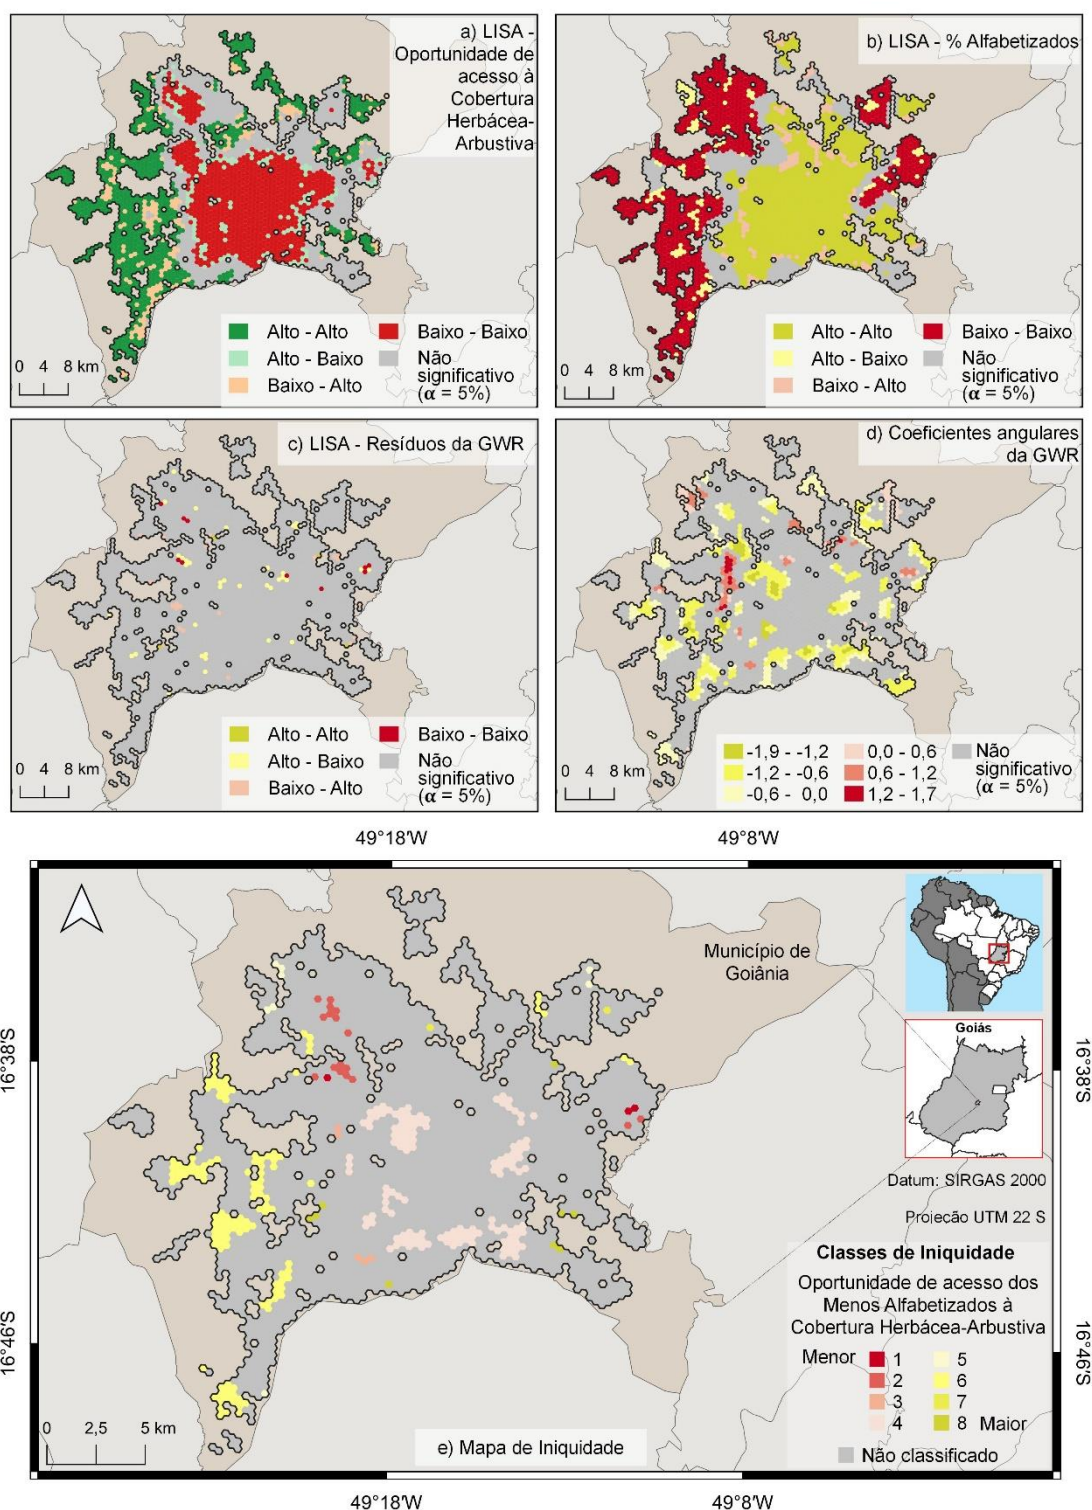 a) LISA -
Oportunidade de
acesso à
Cobertura
Herbácea-
Arbustiva
Alto - Alto
Baixo - Baixo
Alto - Baixo
Não
significativo
(α = 5%)
Baixo - Alto
0 4 8 km
b) LISA - % Alfabetizados
Alto - Alto
Baixo - Baixo
Alto - Baixo
Não
significativo
(α = 5%)
Baixo - Alto
0 4 8 km
c) LISA - Resíduos da GWR
Alto - Alto
Baixo - Baixo
Alto - Baixo
Não
significativo
(α = 5%)
Baixo - Alto
0 4 8 km
d) Coeficientes angulares
da GWR
-1,9 - -1,2
-1,2 - -0,6
-0,6 - 0,0
0,0 - 0,6
0,6 - 1,2
1,2 - 1,7
Não
significativo
(α = 5%)
0 4 8 km
49°18'W 49°8'W
Município de
Goiânia
Goiás
16°38'S 16°38'S
Datum: SIRGAS 2000
Projecão UTM 22 S
Classes de Iniquidade
Oportunidade de acesso dos
Menos Alfabetizados à
Cobertura Herbácea-Arbustiva
Menor 1 5
2 6
3 7
4 8 Maior
Não classificado
16°46'S 16°46'S
0 2,5 5 km
e) Mapa de Iniquidade
49°18'W 49°8'W